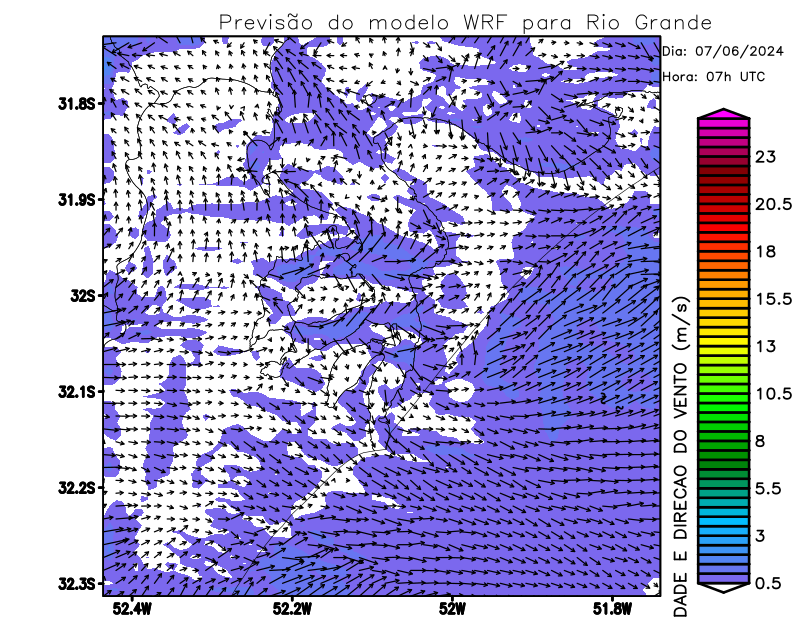 Previsão do modelo WRF para Rio Grande
Dia: 07/06/2024
Hora: 07h UTC
31.8S
31.9S
32S
32.1S
32.2S
32.3S
52.4W
52.2W
52W
51.8W
23
20.5
18
15.5
13
10.5
8
5.5
3
0.5
DADE E DIRECAO DO VENTO (m/s)